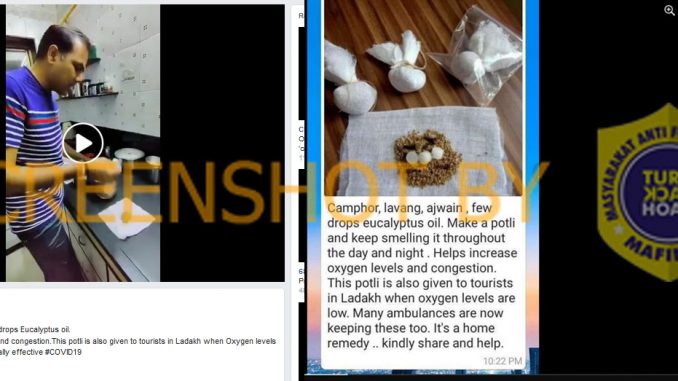 SCREENSHOT BY
drops Eucalyptus oil.
nd congestion.This potli is also given to tourists in Ladakh when Oxygen levels
ally effective #COVID19
Camphor, lavang, ajwain , few
drops eucalyptus oil. Make a potli
and keep smelling it throughout
the day and night . Helps increase
oxygen levels and congestion.
This potli is also given to tourists
in Ladakh when oxygen levels are
low. Many ambulances are now
keeping these too. It's a home
remedy .. kindly share and help.
10:22 PM
MASYARAKAT ANTI F
TUR
ACK
HOA
MAFI